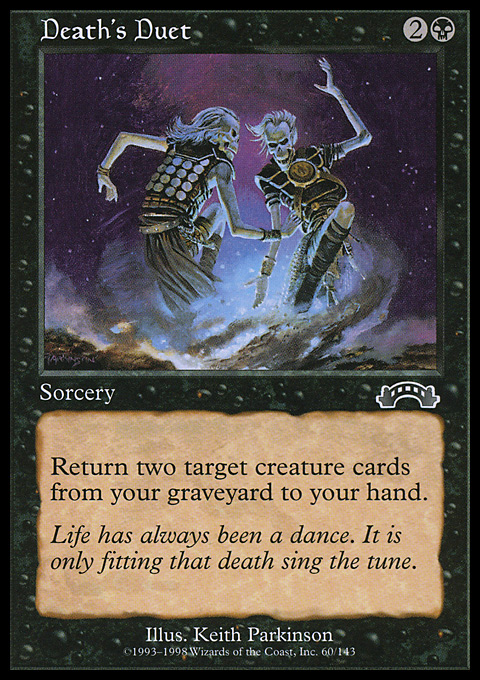 Death's Duet
2
Sorcery
Return two target creature cards
from your graveyard to your hand.
Life has always been a dance. It is
only fitting that death sing the tune.
Illus. Keith Parkinson
©1993–1998 Wizards of the Coast, Inc. 60/143